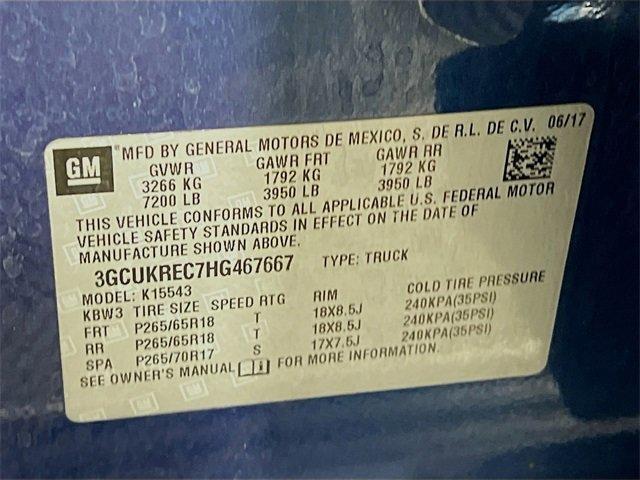 GM MFD BY GENERAL MOTORS DE MEXICO, S. DE R.L. DE C.V. 06/17
GVWR GAWR FRT GAWR RR
3266 KG 1792 KG 1792 KG
7200 LB 3950 LB 3950 LB
THIS VEHICLE CONFORMS TO ALL APPLICABLE U.S. FEDERAL MOTOR
VEHICLE SAFETY STANDARDS IN EFFECT ON THE DATE OF
MANUFACTURE SHOWN ABOVE.
3GCUKREC7HG467667 TYPE: TRUCK
MODEL: K15543
KBW3 TIRE SIZE SPEED RTG RIM COLD TIRE PRESSURE
FRT P265/65R18 T 18X8.5J 240KPA(35PSI)
RR P265/65R18 T 18X8.5J 240KPA(35PSI)
SPA P265/70R17 S 17X7.5J 240KPA(35PSI)
SEE OWNER'S MANUAL FOR MORE INFORMATION.